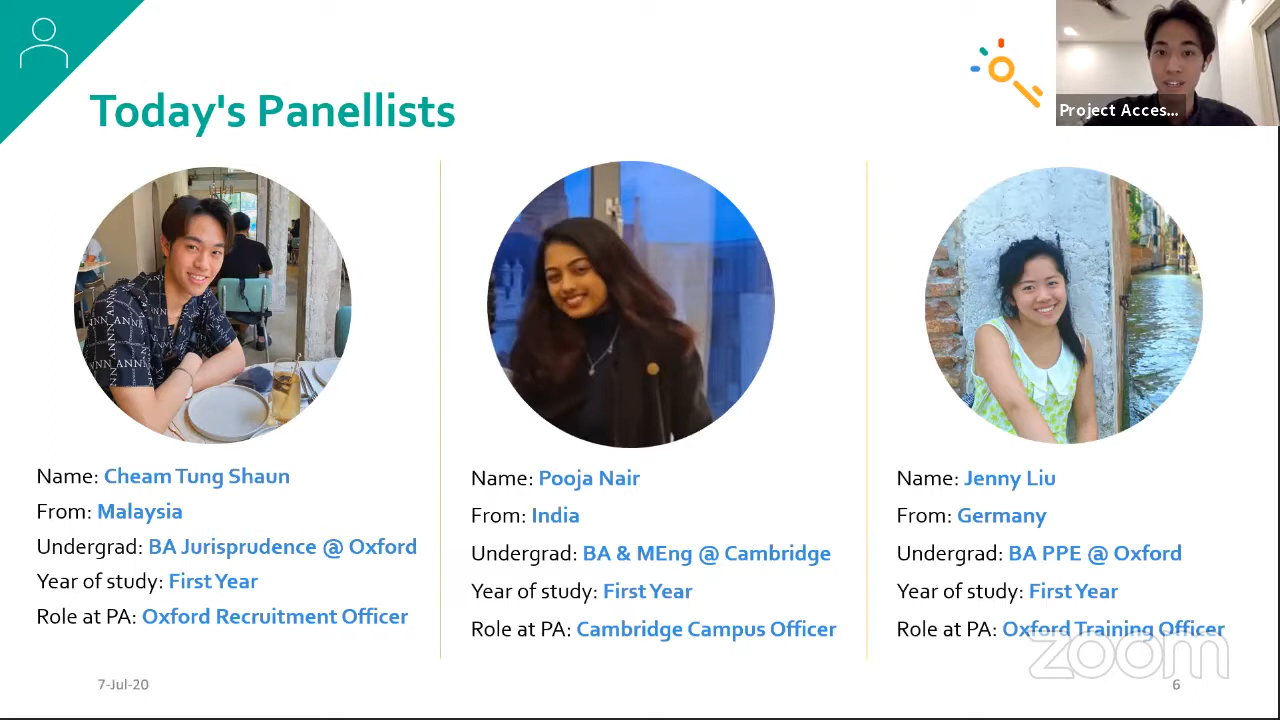 Project Acces...
Today's Panellists
Name: Cheam Tung Shaun
From: Malaysia
Undergrad: BA Jurisprudence @ Oxford
Year of study: First Year
Role at PA: Oxford Recruitment Officer
Name: Pooja Nair
From: India
Undergrad: BA & MEng @ Cambridge
Year of study: First Year
Role at PA: Cambridge Campus Officer
Name: Jenny Liu
From: Germany
Undergrad: BA PPE @ Oxford
Year of study: First Year
Role at PA: Oxford Training Officer
zoom
7-Jul-20
6